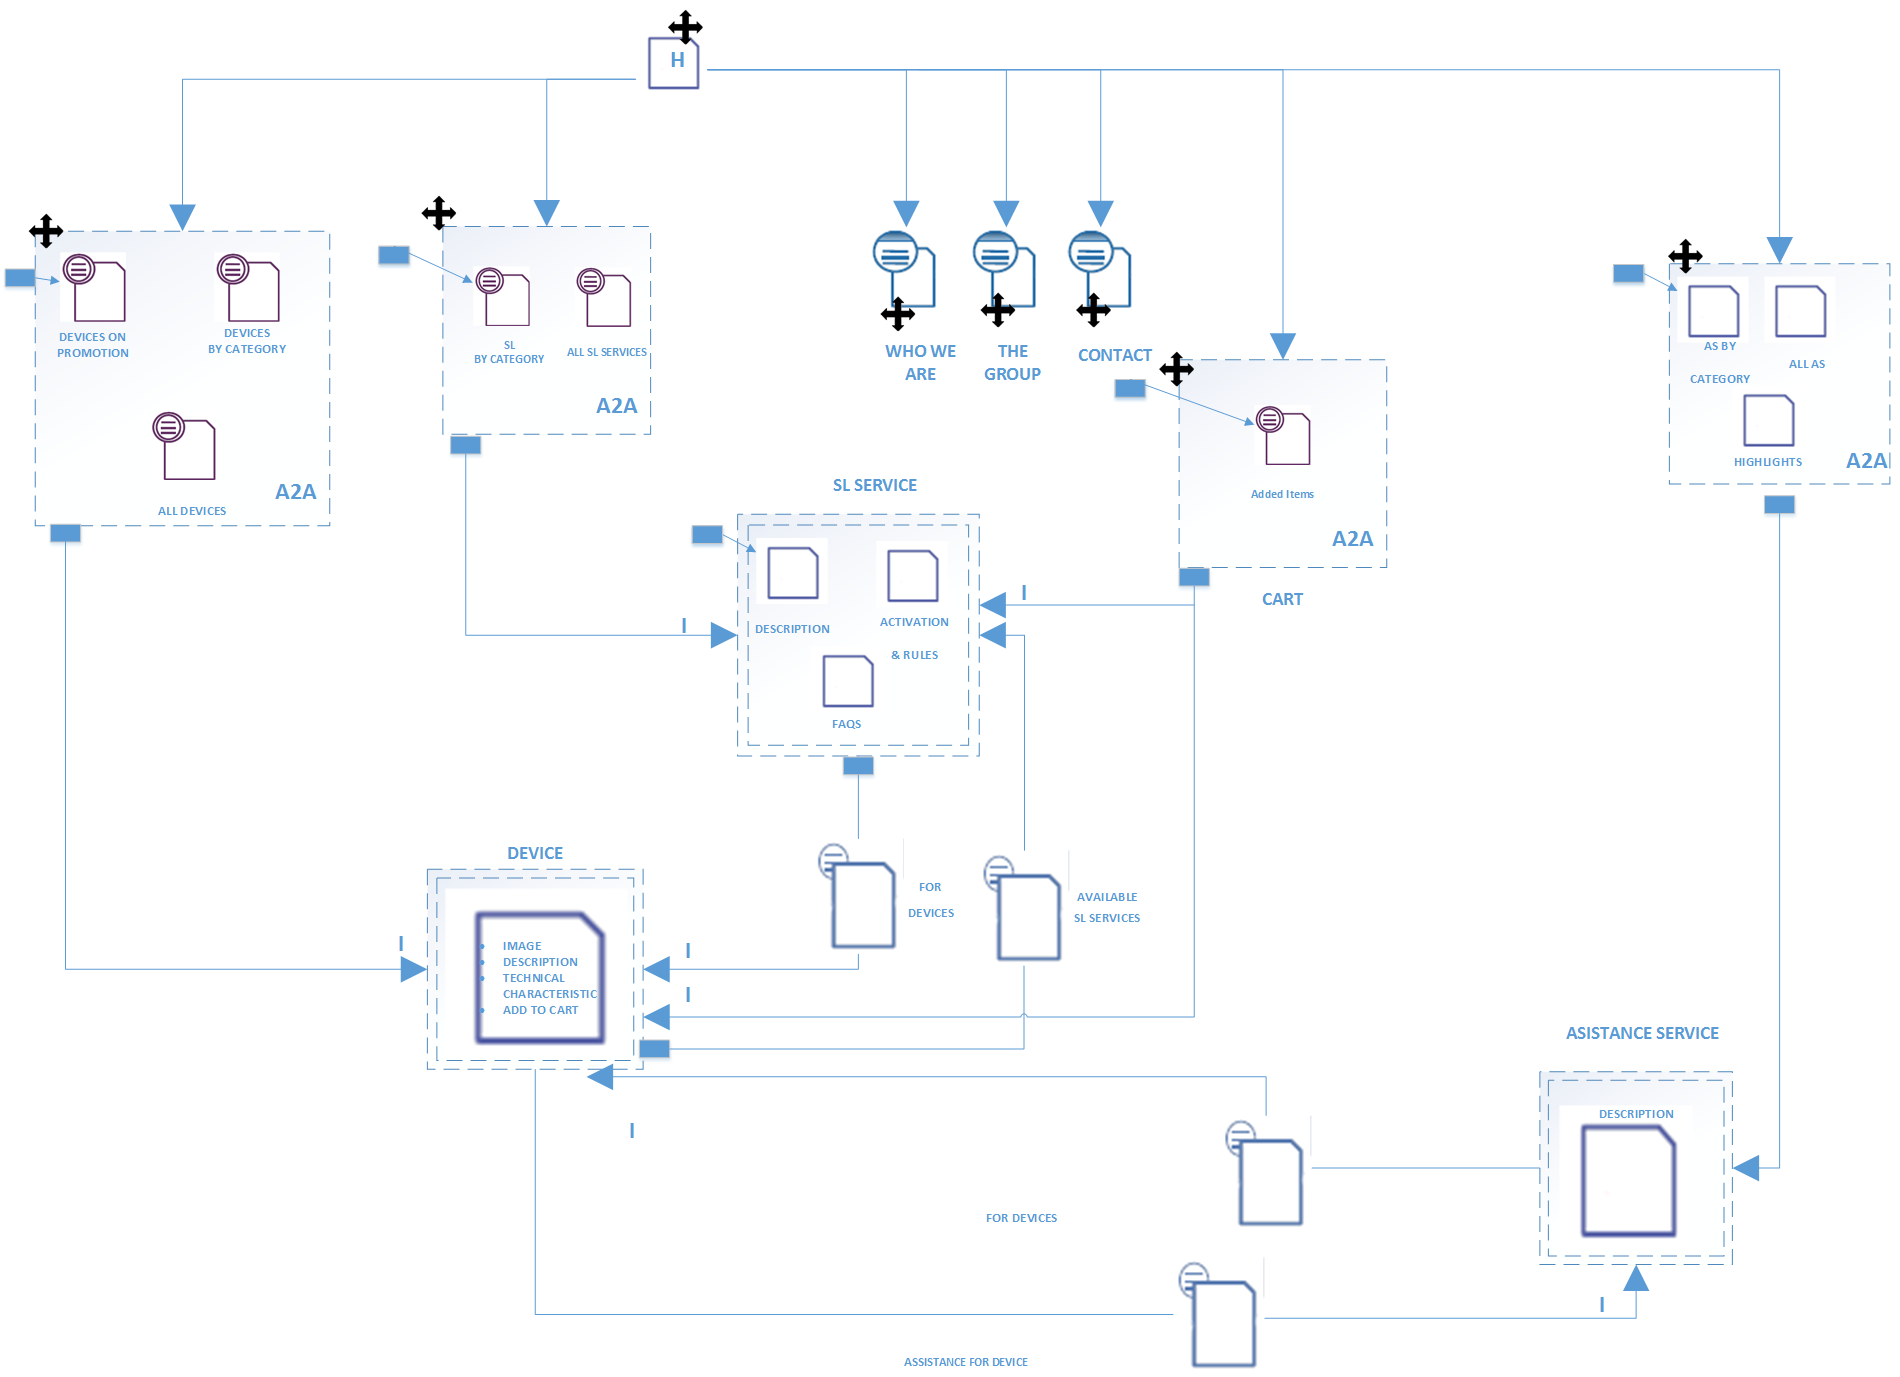 H
DEVICES ON
PROMOTION
DEVICES
BY CATEGORY
ALL DEVICES
A2A
SL
BY CATEGORY
ALL SL SERVICES
A2A
WHO WE
ARE
THE
GROUP
CONTACT
Added Items
A2A
CART
AS BY
CATEGORY
ALL AS
HIGHLIGHTS
A2A
SL SERVICE
DESCRIPTION
ACTIVATION
& RULES
FAQS
I
I
DEVICE
IMAGE
DESCRIPTION
TECHNICAL
CHARACTERISTIC
ADD TO CART
I
I
I
I
FOR
DEVICES
AVAILABLE
SL SERVICES
ASISTANCE SERVICE
DESCRIPTION
FOR DEVICES
I
ASSISTANCE FOR DEVICE